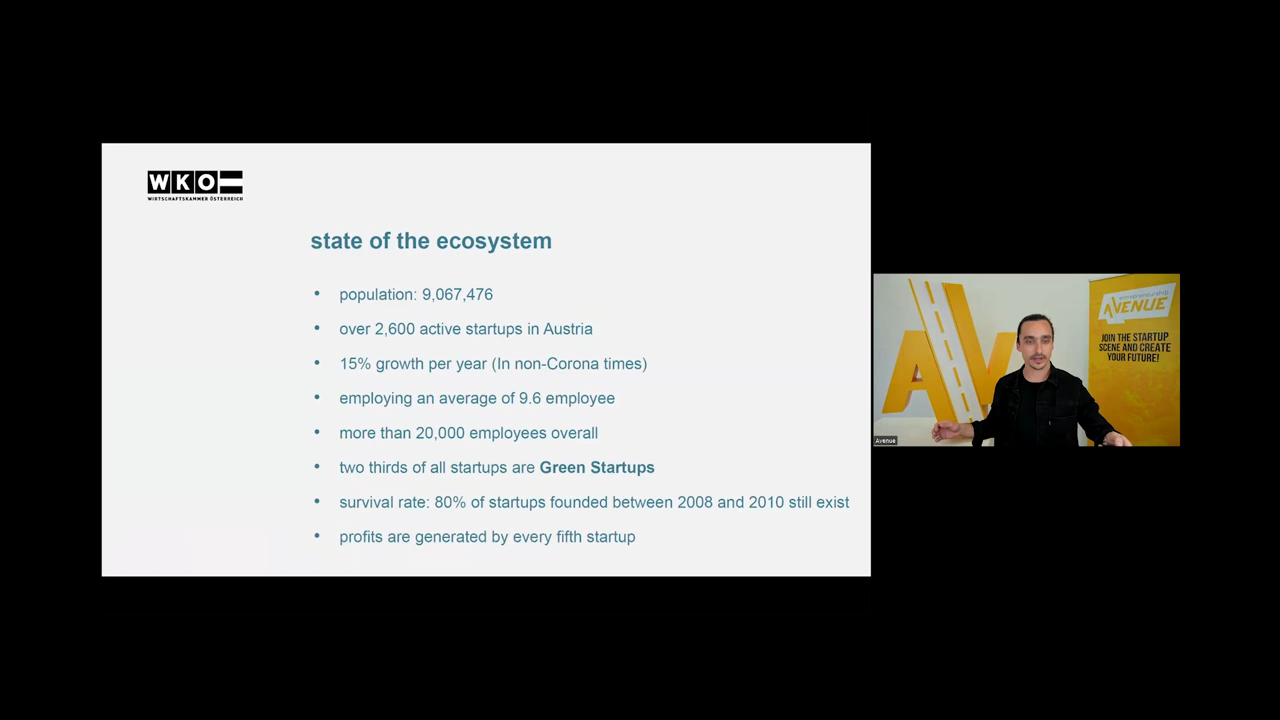 WKO
WIRTSCHAFTSKAMMER ÖSTERREICH
state of the ecosystem
• population: 9,067,476
• over 2,600 active startups in Austria
• 15% growth per year (In non-Corona times)
• employing an average of 9.6 employee
• more than 20,000 employees overall
• two thirds of all startups are Green Startups
• survival rate: 80% of startups founded between 2008 and 2010 still exist
• profits are generated by every fifth startup
AV
entrepreneurship
AVENUE
JOIN THE STARTUP
SCENE AND CREATE
YOUR FUTURE!
Avenue